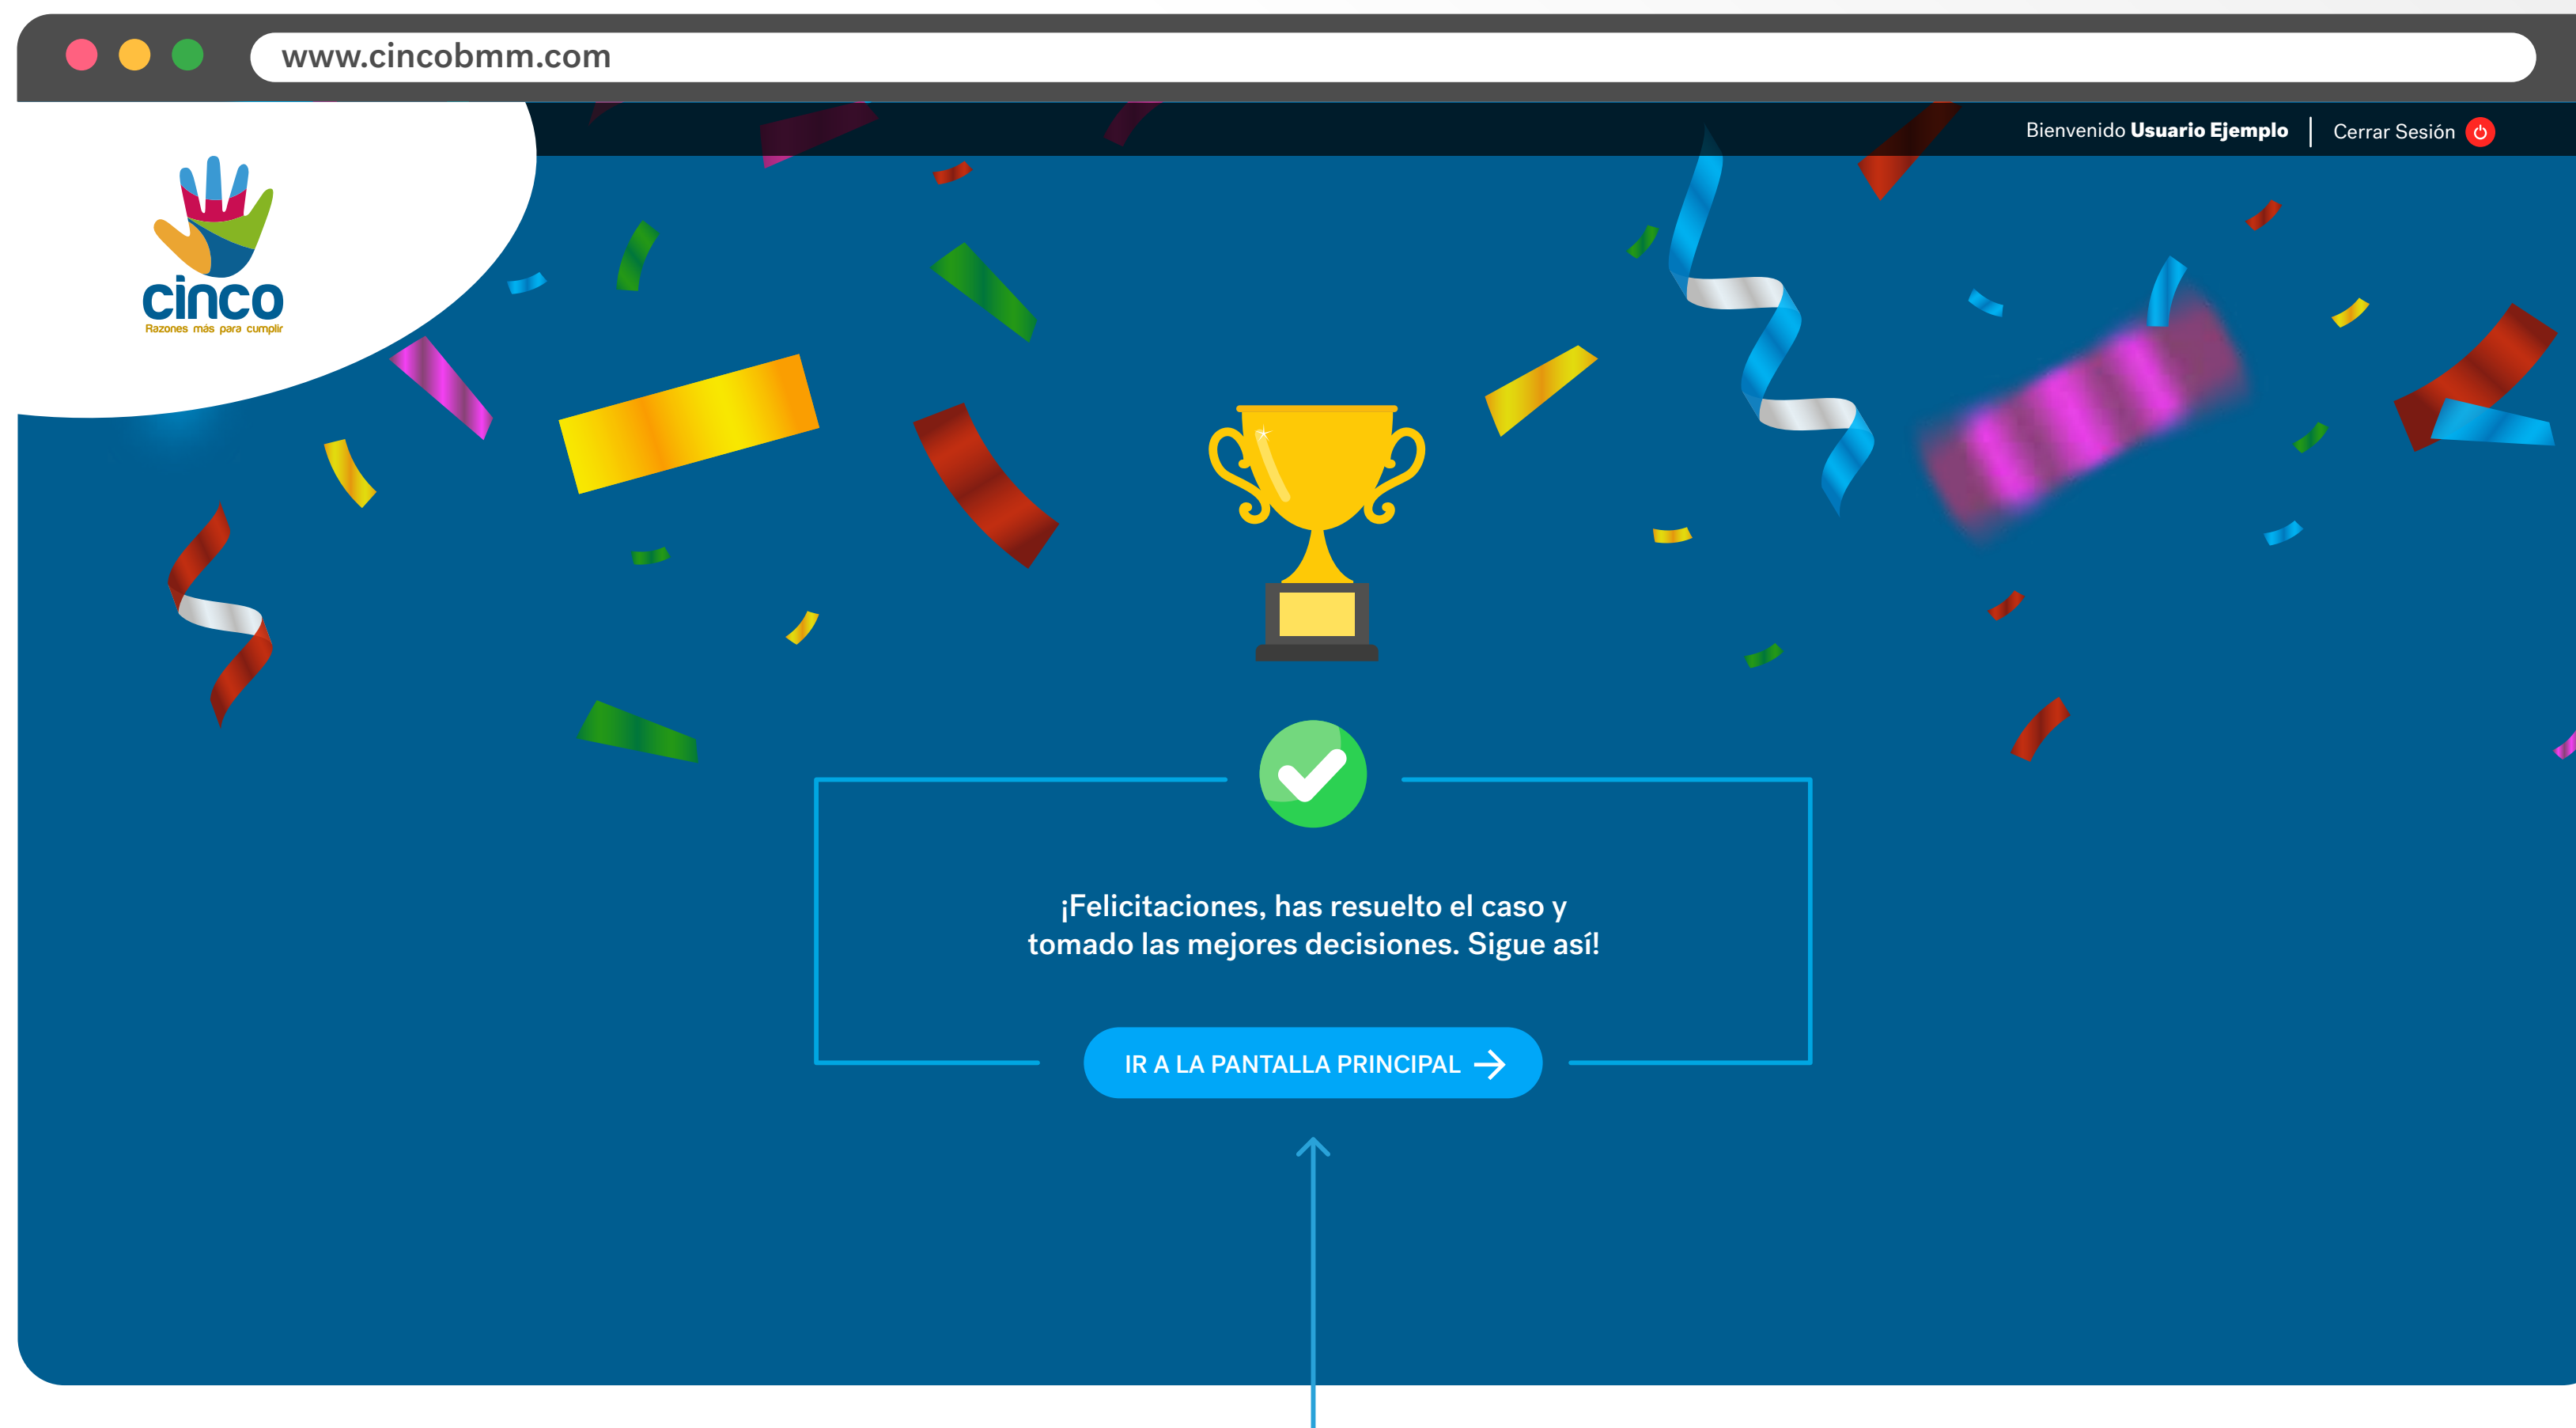 www.cincobmm.com
Bienvenido Usuario Ejemplo
Cerrar Sesión
cinco
Razones más para cumplir
¡Felicitaciones, has resuelto el caso y
tomado las mejores decisiones. Sigue así!
IR A LA PANTALLA PRINCIPAL